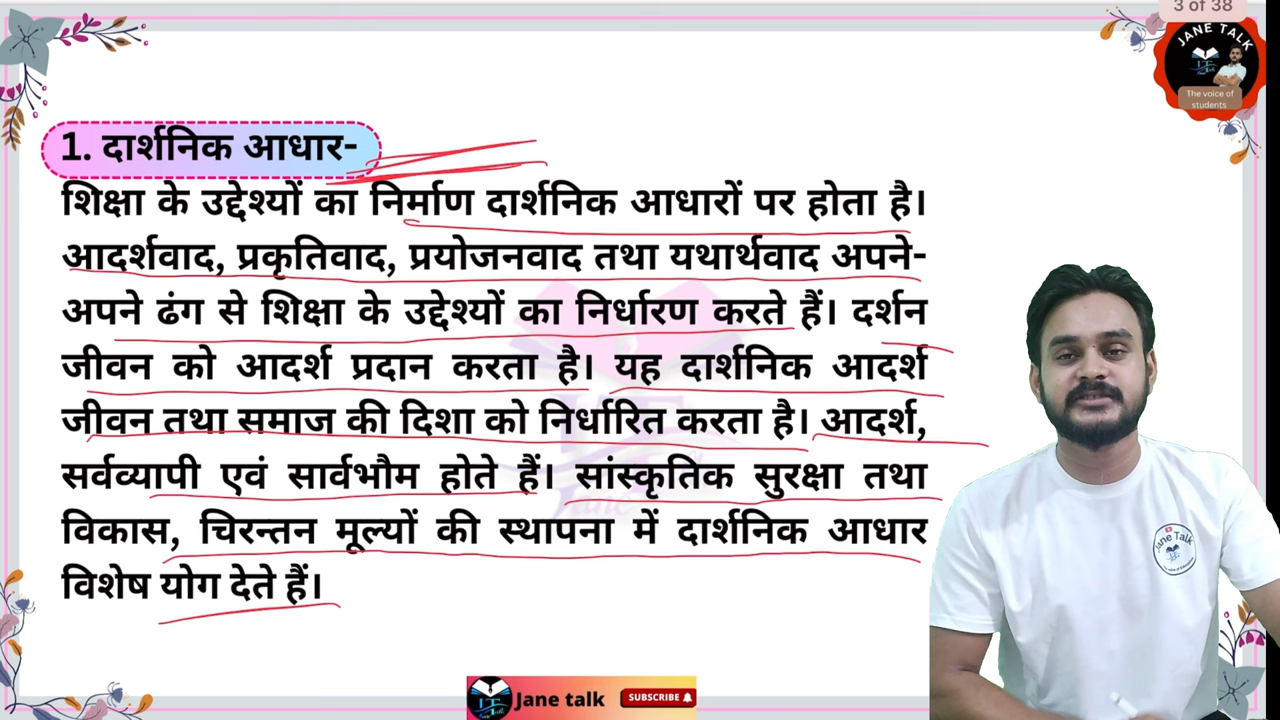 3 of 38
JANE TALK
The voice of
students
1. दार्शनिक आधार-
शिक्षा के उद्देश्यों का निर्माण दार्शनिक आधारों पर होता है।
आदर्शवाद, प्रकृतिवाद, प्रयोजनवाद तथा यथार्थवाद अपने-
अपने ढंग से शिक्षा के उद्देश्यों का निर्धारण करते हैं। दर्शन
जीवन को आदर्श प्रदान करता है। यह दार्शनिक आदर्श
जीवन तथा समाज की दिशा को निर्धारित करता है। आदर्श,
सर्वव्यापी एवं सार्वभौम होते हैं। सांस्कृतिक सुरक्षा तथा
विकास, चिरन्तन मूल्यों की स्थापना में दार्शनिक आधार
विशेष योग देते हैं।
Jane Talk
Jane talk
SUBSCRIBE